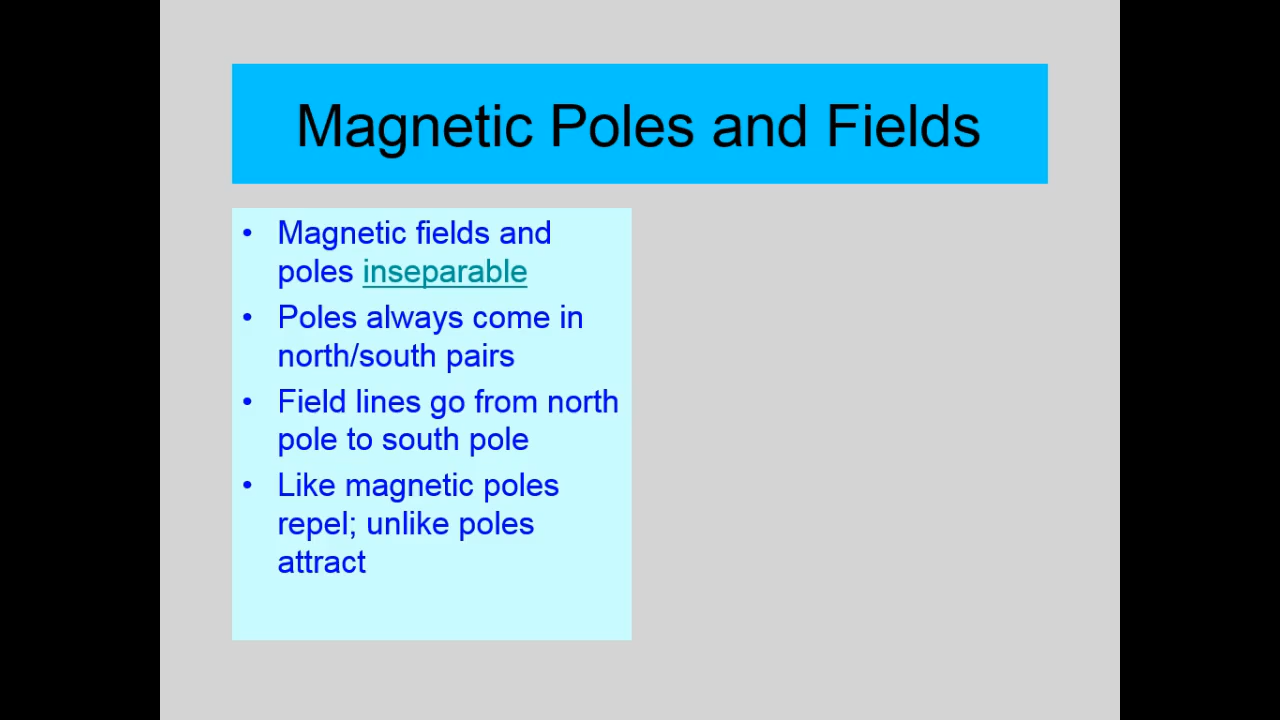 Magnetic Poles and Fields
• Magnetic fields and
poles inseparable
• Poles always come in
north/south pairs
• Field lines go from north
pole to south pole
• Like magnetic poles
repel; unlike poles
attract